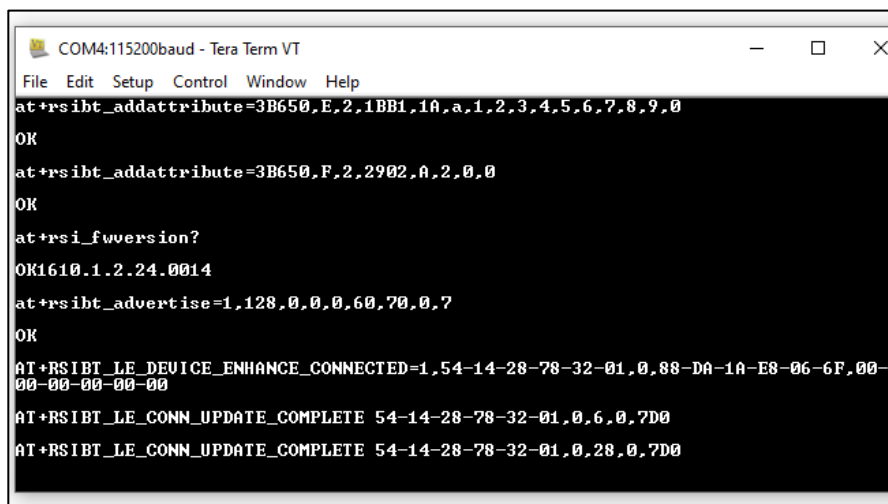 COM4:115200baud - Tera Term VT
File Edit Setup Control Window Help
at+rsibt_addattribute=3B650,E,2,1BB1,1A,a,1,2,3,4,5,6,7,8,9,0
OK
at+rsibt_addattribute=3B650,F,2,2902,A,2,0,0
OK
at+rsi_fwversion?
OK1610.1.2.24.0014
at+rsibt_advertise=1,128,0,0,0,60,70,0,7
OK
AT+RSIBT_LE_DEVICE_ENHANCE_CONNECTED=1,54-14-28-78-32-01,0,88-DA-1A-E8-06-6F,00-
00-00-00-00-00
AT+RSIBT_LE_CONN_UPDATE_COMPLETE 54-14-28-78-32-01,0,6,0,7D0
AT+RSIBT_LE_CONN_UPDATE_COMPLETE 54-14-28-78-32-01,0,28,0,7D0